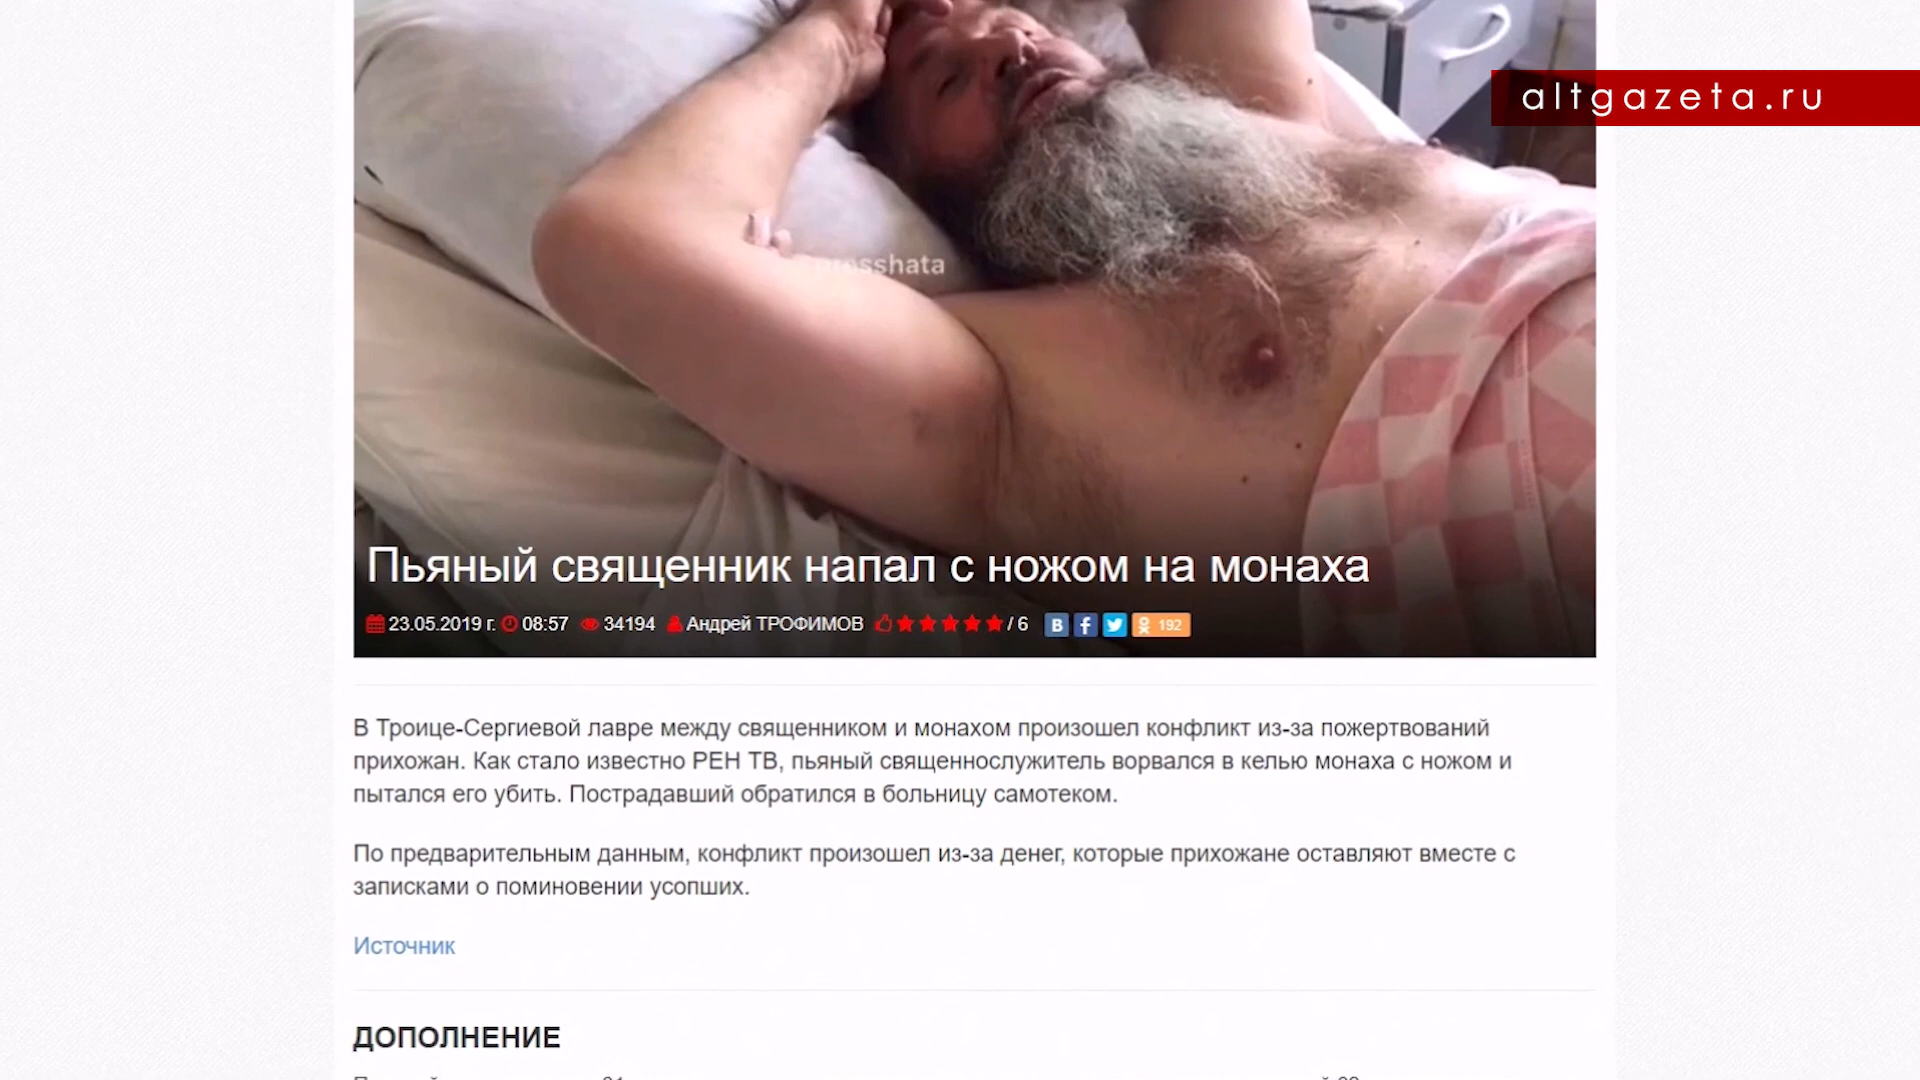 altgazeta.ru
Пьяный священник напал с ножом на монаха
23.05.2019 г. 08:57 34194 Андрей ТРОФИМОВ / 6 B f 192
В Троице-Сергиевой лавре между священником и монахом произошел конфликт из-за пожертвований
прихожан. Как стало известно РЕН ТВ, пьяный священнослужитель ворвался в келью монаха с ножом и
пытался его убить. Пострадавший обратился в больницу самотеком.
По предварительным данным, конфликт произошел из-за денег, которые прихожане оставляют вместе с
записками о поминовении усопших.
Источник
ДОПОЛНЕНИЕ